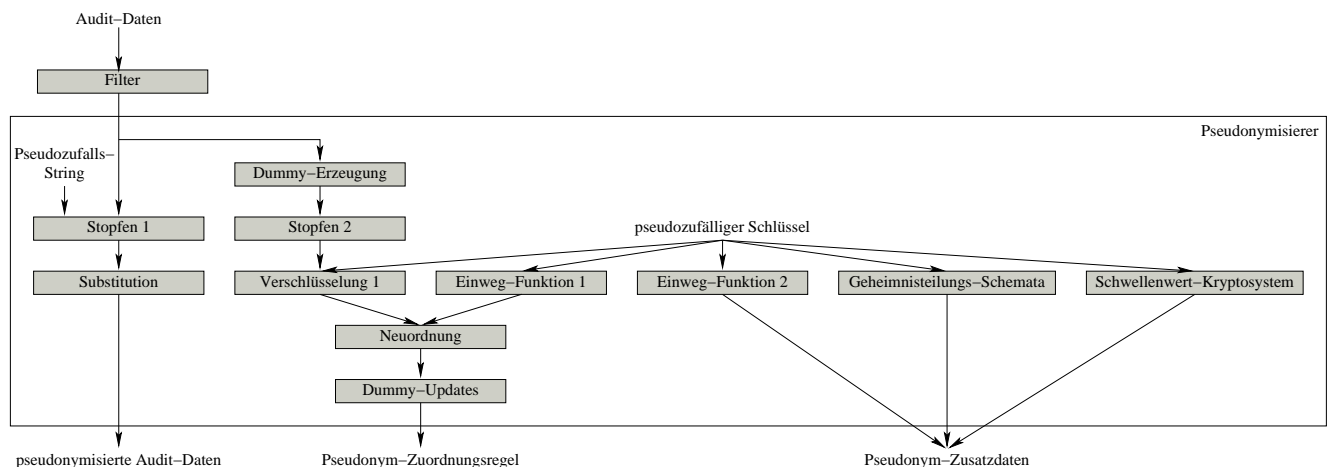 Audit–Daten
Filter
Pseudonymisierer
Pseudozufalls–
String
Dummy–Erzeugung
Stopfen 1
Stopfen 2
pseudozufälliger Schlüssel
Substitution
Verschlüsselung 1
Einweg–Funktion 1
Einweg–Funktion 2
Geheimnisteilungs–Schemata
Schwellenwert–Kryptosystem
Neuordnung
Dummy–Updates
pseudonymisierte Audit–Daten
Pseudonym–Zuordnungsregel
Pseudonym–Zusatzdaten